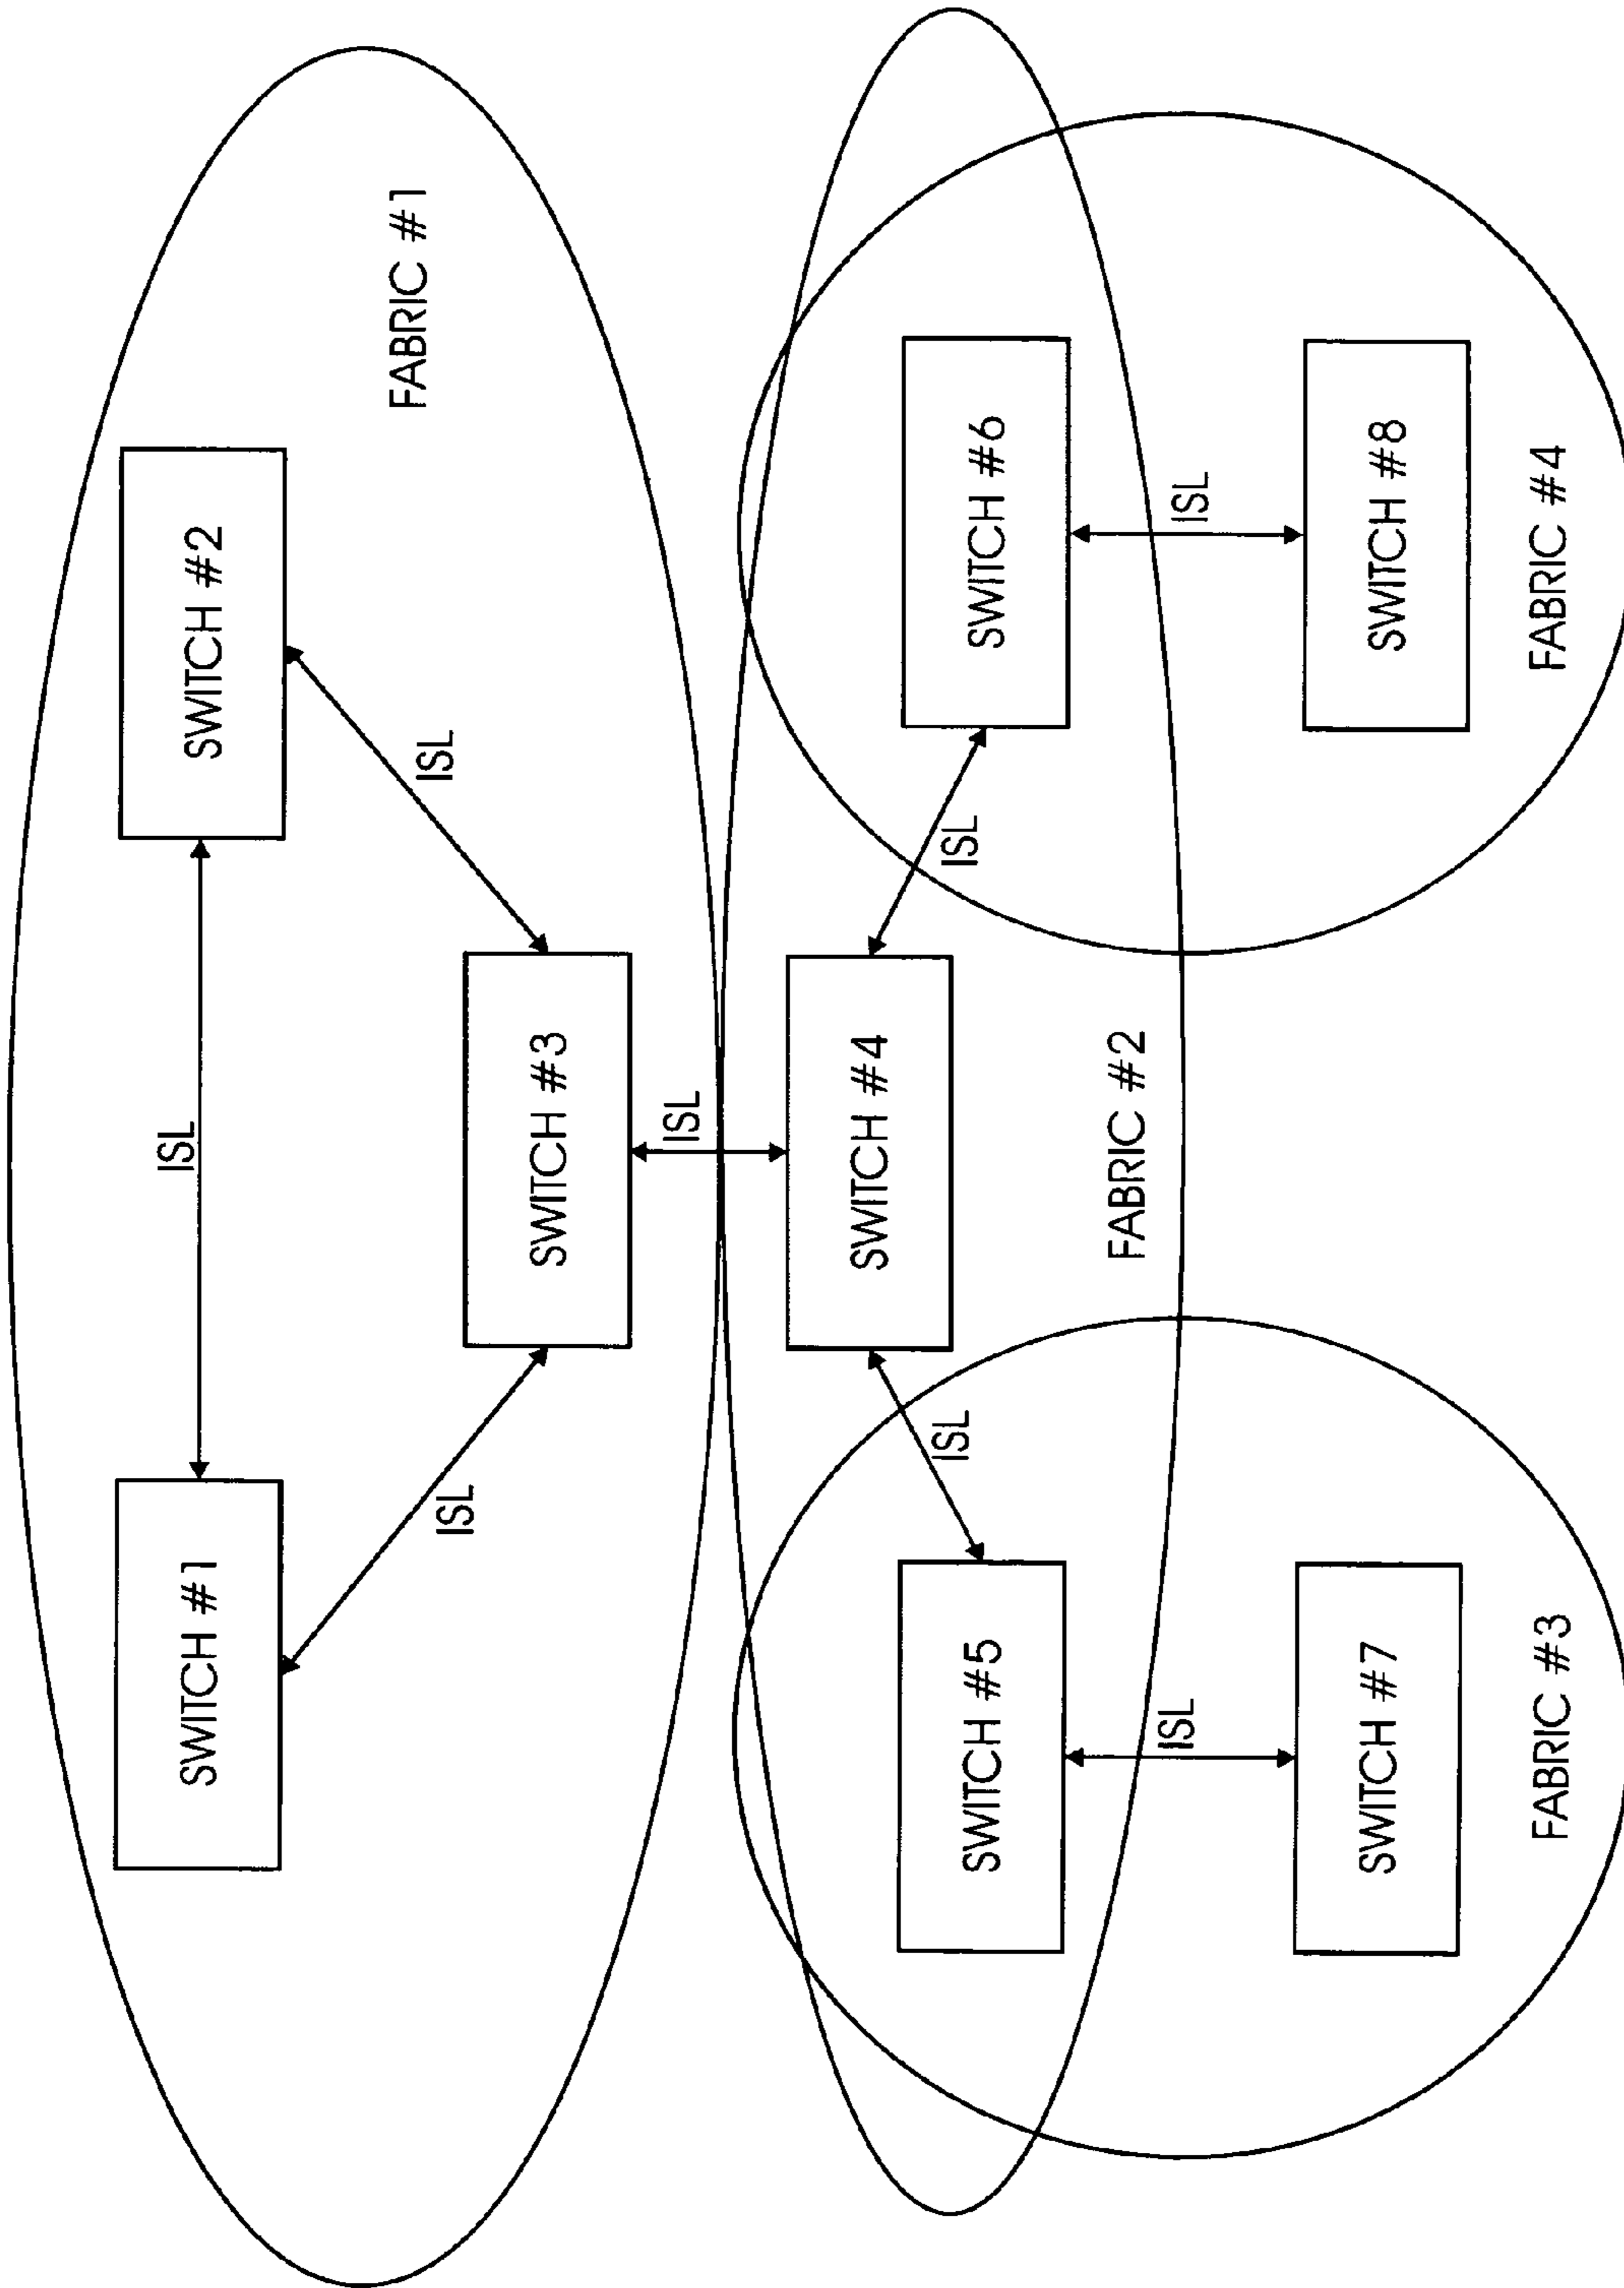 SWITCH #1
ISL
SWITCH #2
FABRIC #1
ISL
ISL
SWITCH #3
ISL
SWITCH #4
ISL
ISL
SWITCH #5
SWITCH #6
FABRIC #2
ISL
ISL
SWITCH #7
SWITCH #8
FABRIC #3
FABRIC #4